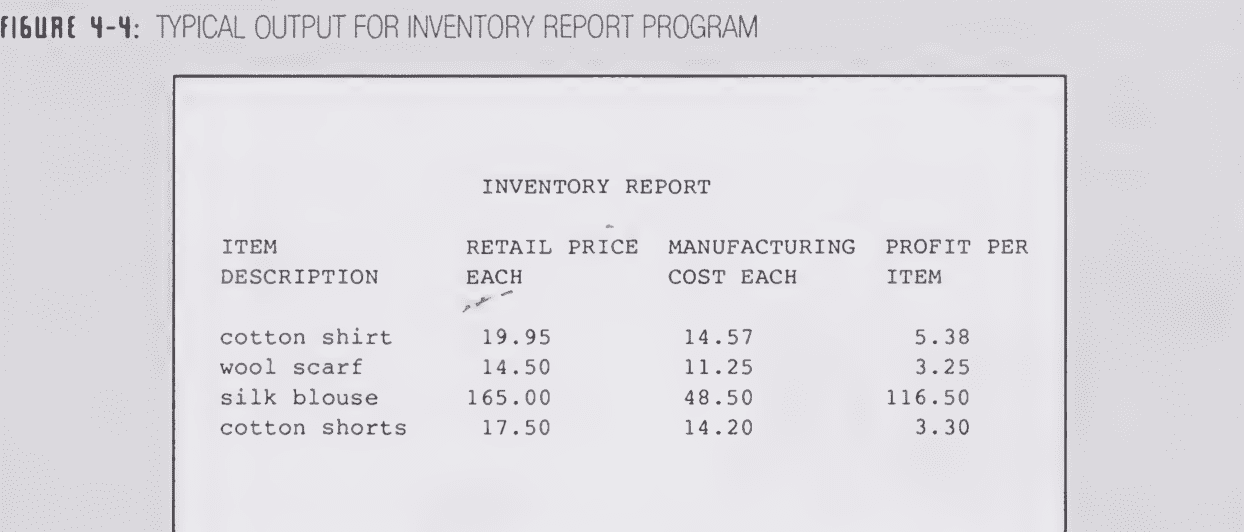 FIGURE 4-4: TYPICAL OUTPUT FOR INVENTORY REPORT PROGRAM
INVENTORY REPORT
ITEM RETAIL PRICE MANUFACTURING PROFIT PER
DESCRIPTION EACH COST EACH ITEM
cotton shirt 19.95 14.57 5.38
wool scarf 14.50 11.25 3.25
silk blouse 165.00 48.50 116.50
cotton shorts 17.50 14.20 3.30